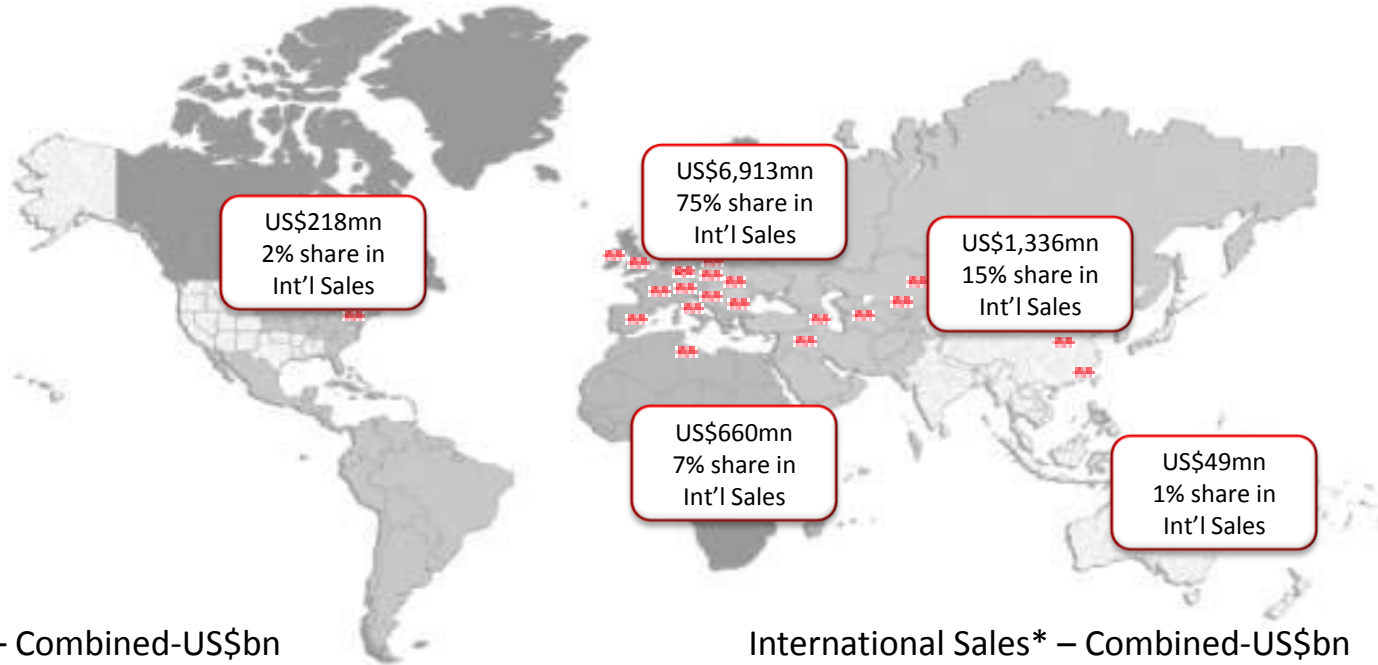 US$6,913mn
75% share in
Int’l Sales
US$218mn
2% share in
Int’l Sales
US$1,336mn
15% share in
Int’l Sales
US$660mn
7% share in
Int’l Sales
US$49mn
1% share in
Int’l Sales
– Combined-US$bn
International Sales* – Combined-US$bn